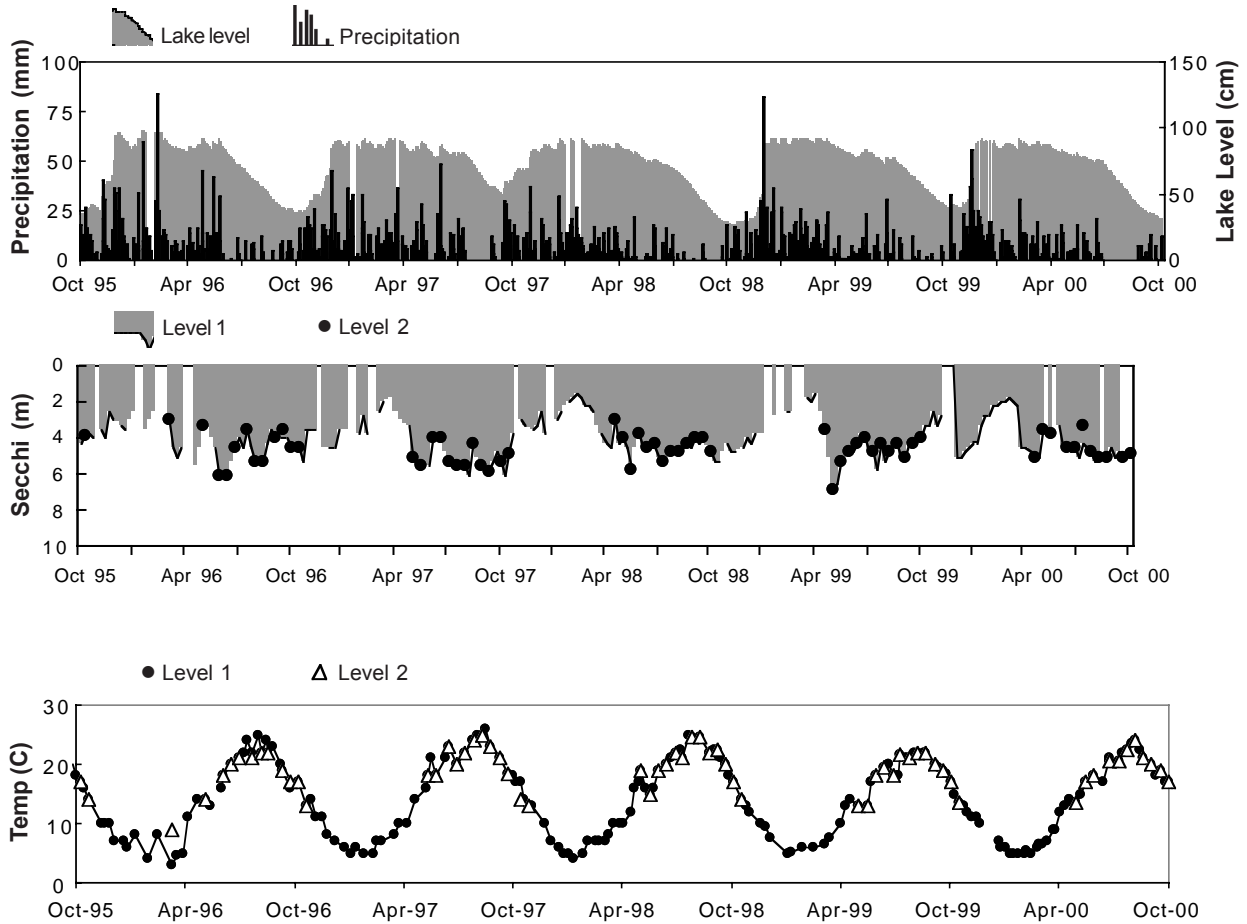 Lake level Precipitation
Precipitation (mm)
100
75
50
25
0
150
100
50
0
Lake Level (cm)
Oct 95 Apr 96 Oct 96 Apr 97 Oct 97 Apr 98 Oct 98 Apr 99 Oct 99 Apr 00 Oct 00
Level 1 Level 2
Secchi (m)
0
2
4
6
8
10
Oct 95 Apr 96 Oct 96 Apr 97 Oct 97 Apr 98 Oct 98 Apr 99 Oct 99 Apr 00 Oct 00
Level 1 Level 2
Temp (C)
30
20
10
0
Oct-95 Apr-96 Oct-96 Apr-97 Oct-97 Apr-98 Oct-98 Apr-99 Oct-99 Apr-00 Oct-00